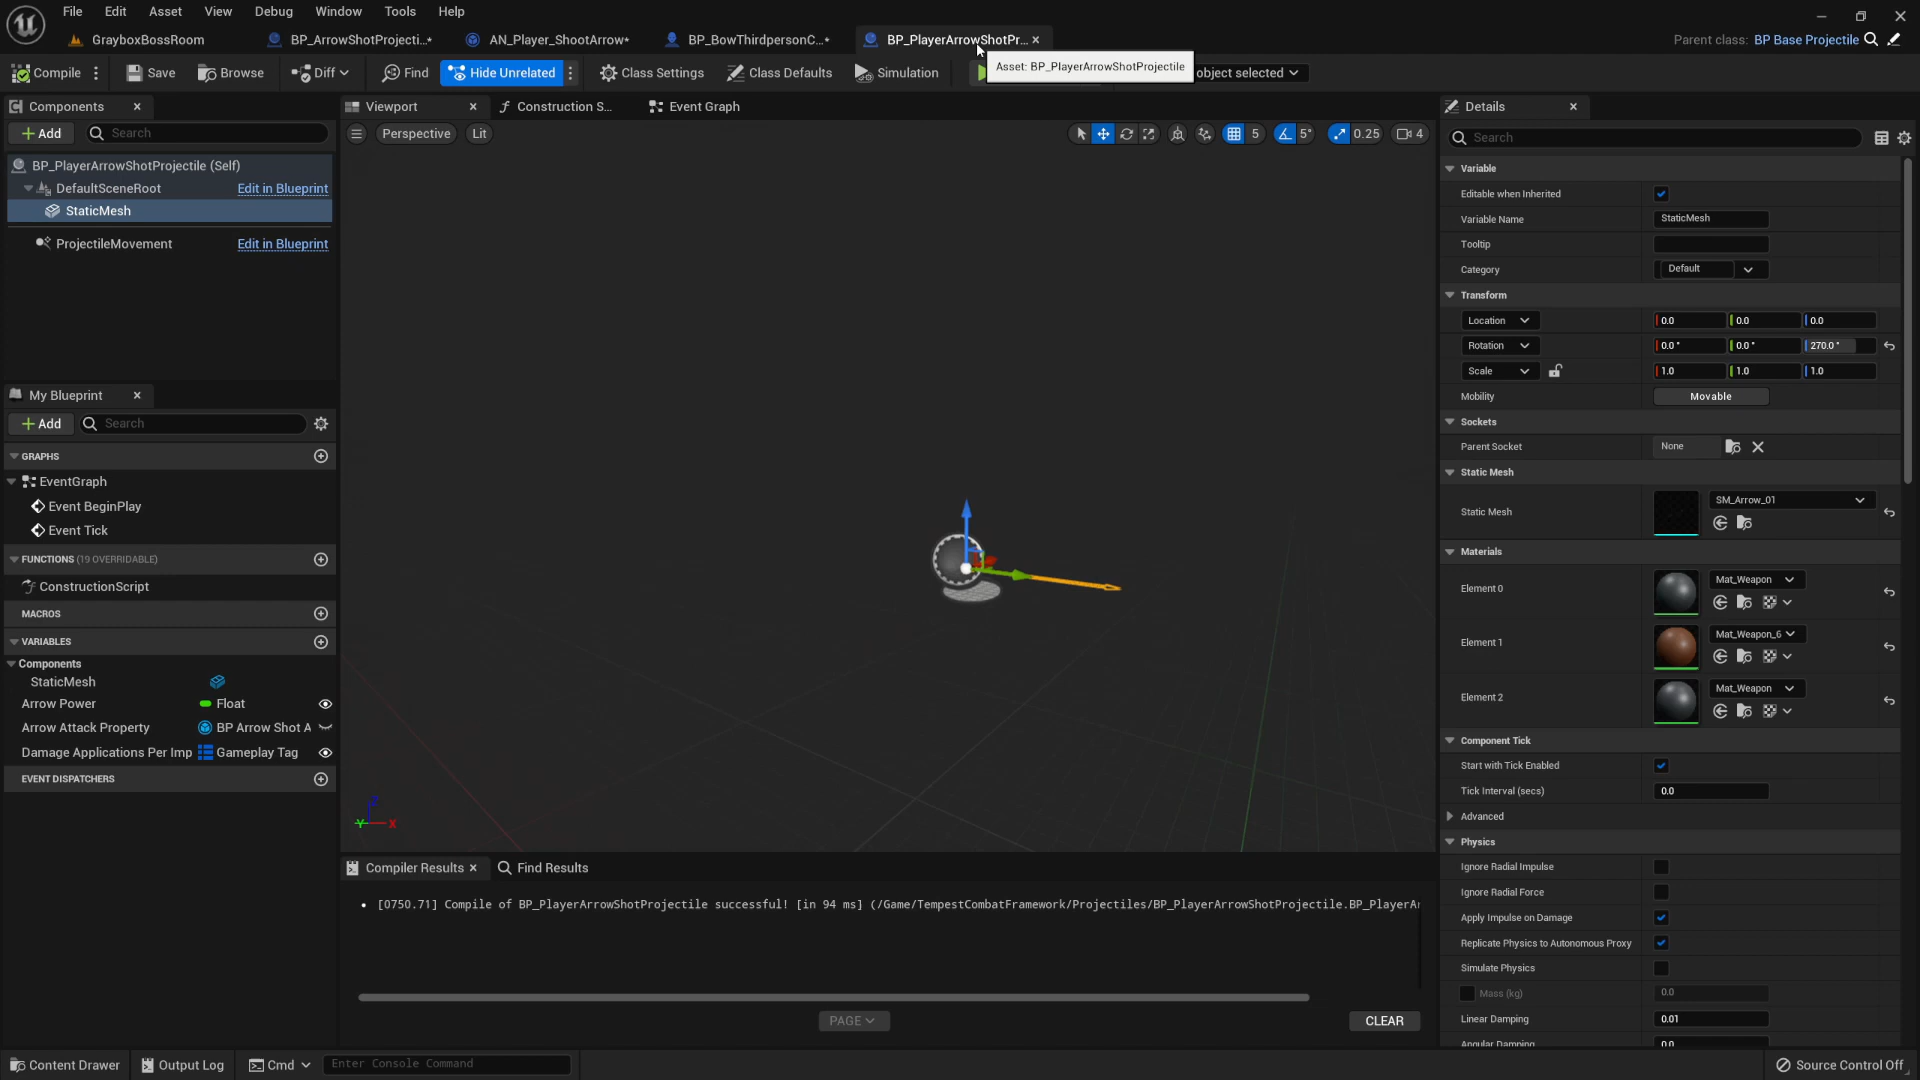 File Edit Asset View Debug Window Tools Help
GrayboxBossRoom BP_ArrowShotProjecti...* AN_Player_ShootArrow* BP_BowThirdpersonC...* BP_PlayerArrowShotPr...
Parent class: BP Base Projectile
Compile Save Browse Diff Find Hide Unrelated Class Settings Class Defaults Simulation object selected
Asset: BP_PlayerArrowShotProjectile
Components
Add Search
BP_PlayerArrowShotProjectile (Self)
DefaultSceneRoot Edit in Blueprint
StaticMesh
ProjectileMovement Edit in Blueprint
My Blueprint
Add Search
GRAPHS
EventGraph
Event BeginPlay
Event Tick
FUNCTIONS (19 OVERRIDABLE)
ConstructionScript
MACROS
VARIABLES
Components
StaticMesh
Arrow Power Float
Arrow Attack Property BP Arrow Shot A
Damage Applications Per Imp Gameplay Tag
EVENT DISPATCHERS
Viewport Construction S... Event Graph
Perspective Lit 5 5° 0.25 4
Z
Y X
Compiler Results Find Results
• [0750.71] Compile of BP_PlayerArrowShotProjectile successful! [in 94 ms] (/Game/TempestCombatFramework/Projectiles/BP_PlayerArrowShotProjectile.BP_PlayerAr
PAGE CLEAR
Details
Search
Variable
Editable when Inherited
Variable Name StaticMesh
Tooltip
Category Default
Transform
Location 0.0 0.0 0.0
Rotation 0.0 ° 0.0 ° 270.0 °
Scale 1.0 1.0 1.0
Mobility Movable
Sockets
Parent Socket None
Static Mesh
Static Mesh SM_Arrow_01
Materials
Element 0 Mat_Weapon
Element 1 Mat_Weapon_6
Element 2 Mat_Weapon
Component Tick
Start with Tick Enabled
Tick Interval (secs) 0.0
Advanced
Physics
Ignore Radial Impulse
Ignore Radial Force
Apply Impulse on Damage
Replicate Physics to Autonomous Proxy
Simulate Physics
Mass (kg) 0.0
Linear Damping 0.01
Angular Damping 0.0
Content Drawer Output Log Cmd Enter Console Command Source Control Off